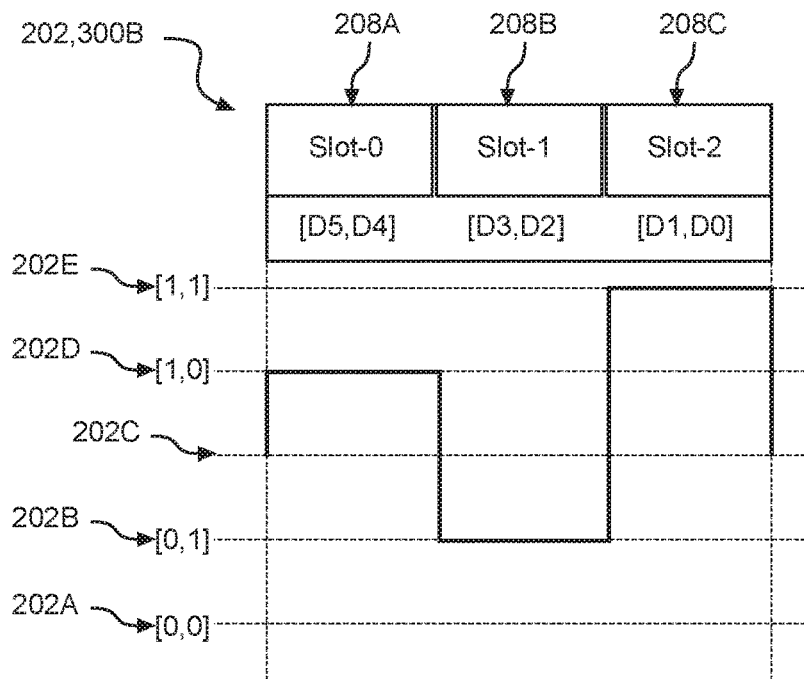 202,300B
208A 208B 208C
Slot-0 Slot-1 Slot-2
[D5,D4] [D3,D2] [D1,D0]
202E [1,1]
202D [1,0]
202C
202B [0,1]
202A [0,0]